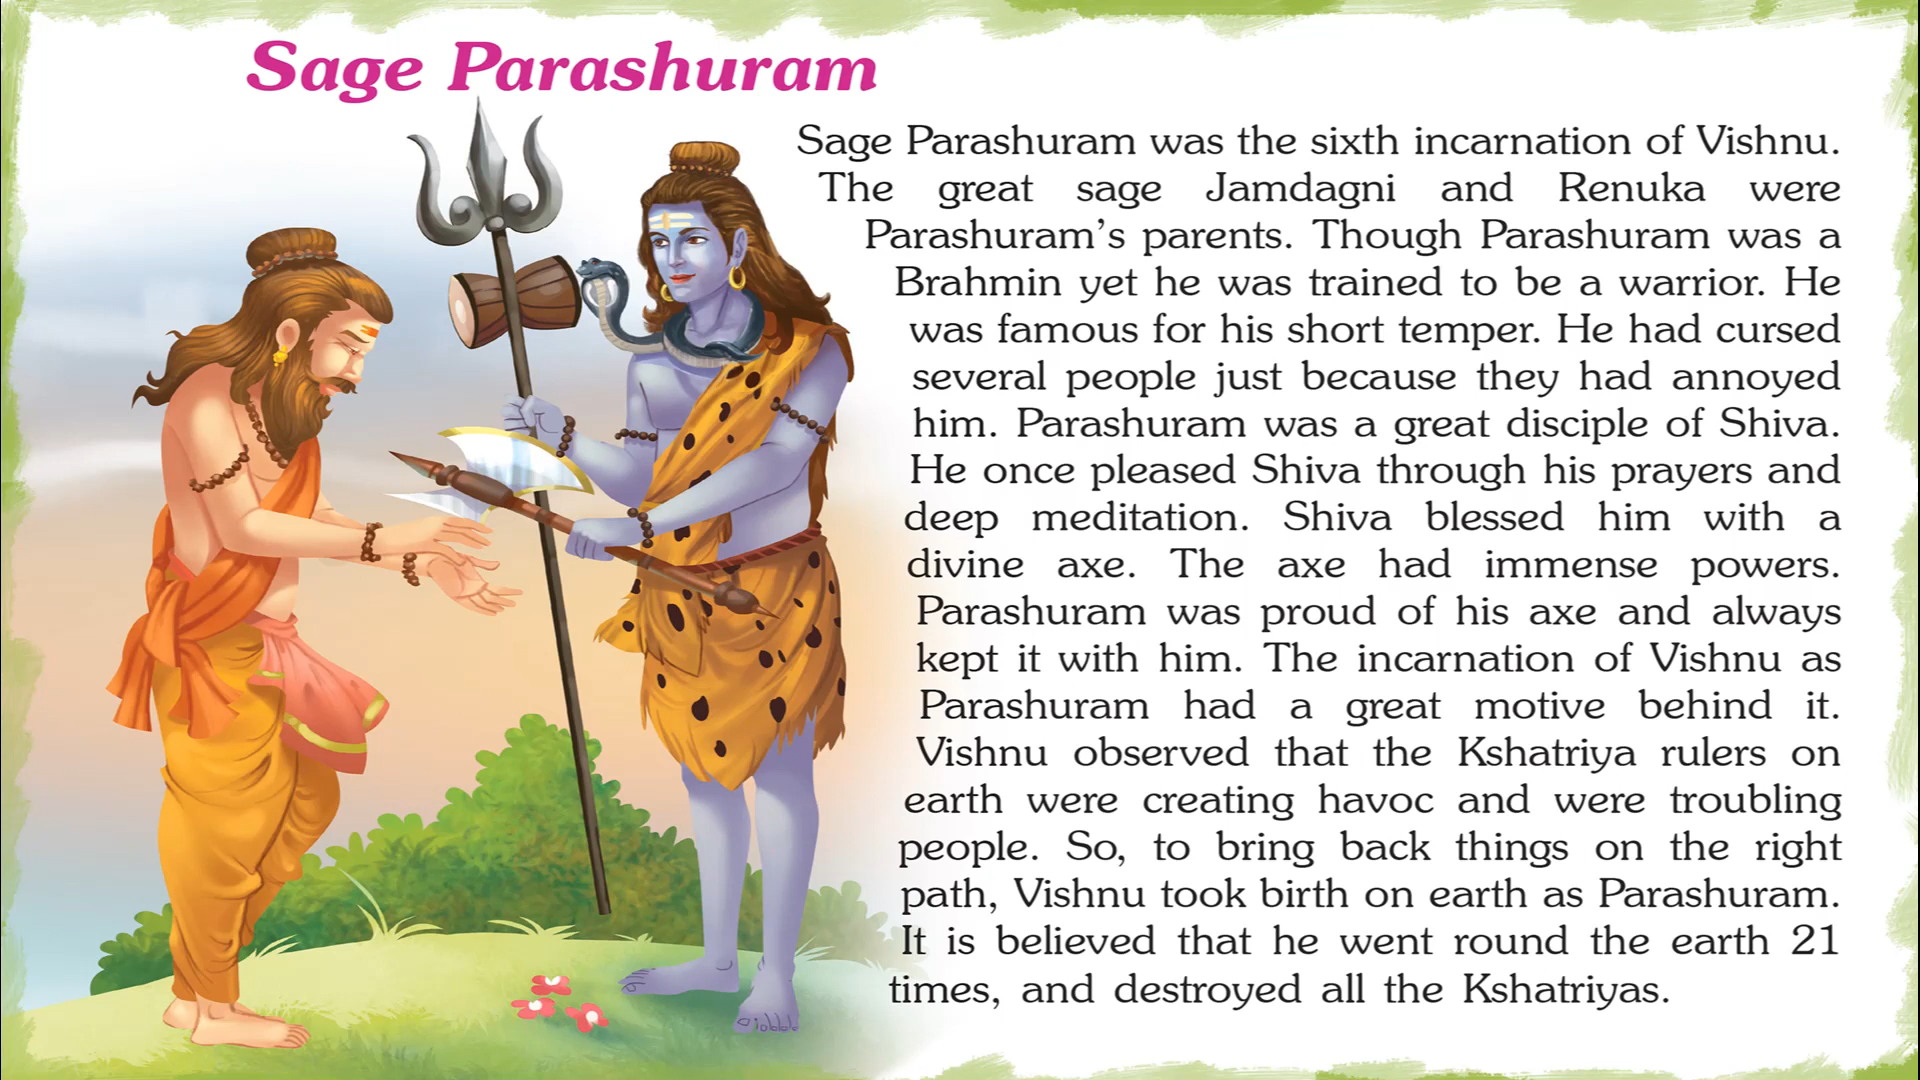 Sage Parashuram
Sage Parashuram was the sixth incarnation of Vishnu.
The great sage Jamdagni and Renuka were
Parashuram’s parents. Though Parashuram was a
Brahmin yet he was trained to be a warrior. He
was famous for his short temper. He had cursed
several people just because they had annoyed
him. Parashuram was a great disciple of Shiva.
He once pleased Shiva through his prayers and
deep meditation. Shiva blessed him with a
divine axe. The axe had immense powers.
Parashuram was proud of his axe and always
kept it with him. The incarnation of Vishnu as
Parashuram had a great motive behind it.
Vishnu observed that the Kshatriya rulers on
earth were creating havoc and were troubling
people. So, to bring back things on the right
path, Vishnu took birth on earth as Parashuram.
It is believed that he went round the earth 21
times, and destroyed all the Kshatriyas.